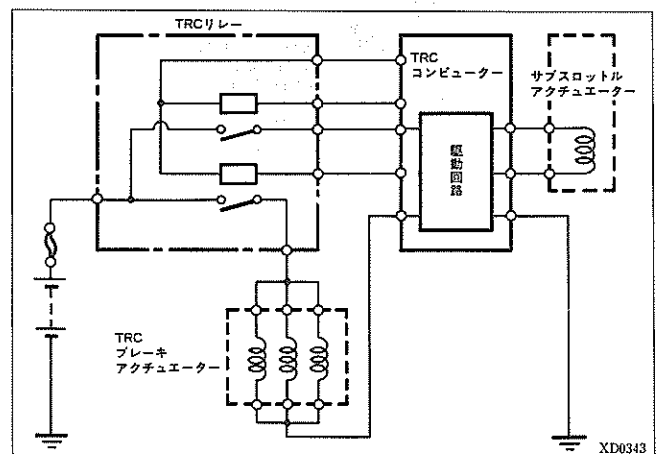 TRCリレー
TRC
コンピューター
サブスロットル
アクチュエーター
駆動回路
TRC
ブレーキ
アクチュエーター
XD0343